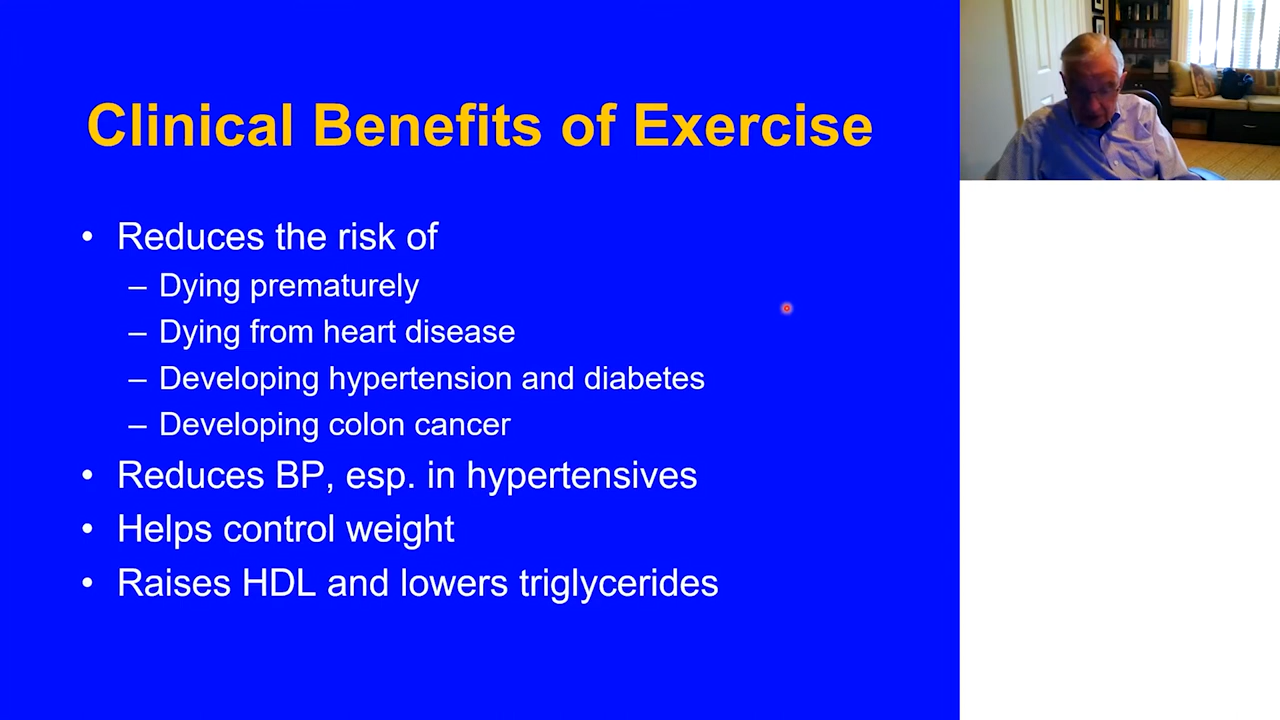 Clinical Benefits of Exercise
• Reduces the risk of
– Dying prematurely
– Dying from heart disease
– Developing hypertension and diabetes
– Developing colon cancer
• Reduces BP, esp. in hypertensives
• Helps control weight
• Raises HDL and lowers triglycerides